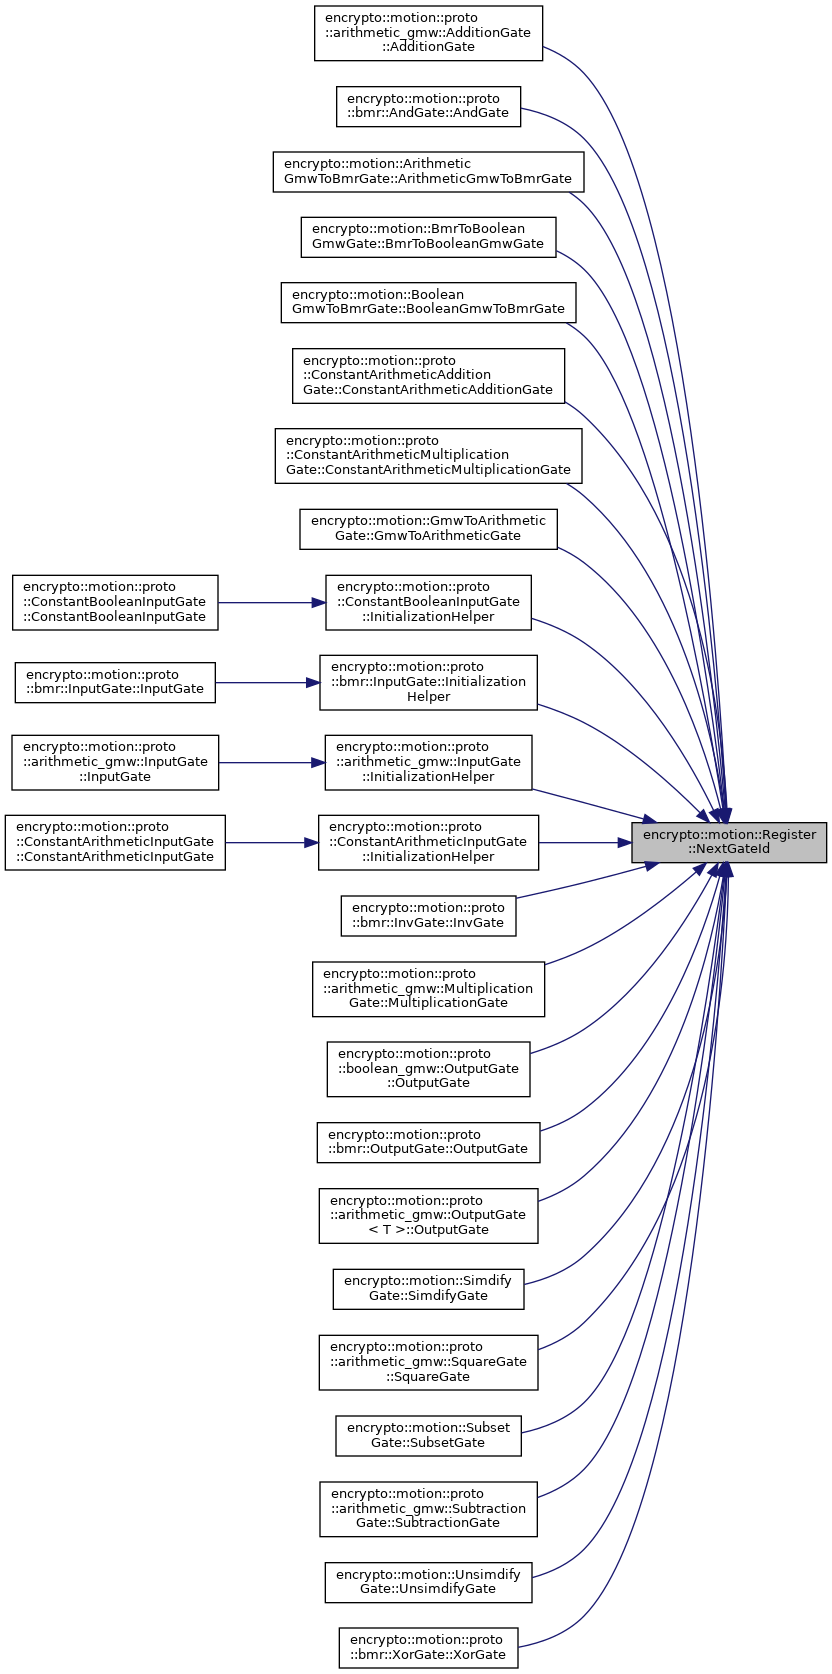 encrypto::motion::proto
::arithmetic_gmw::AdditionGate
::AdditionGate
encrypto::motion::proto
::bmr::AndGate::AndGate
encrypto::motion::Arithmetic
GmwToBmrGate::ArithmeticGmwToBmrGate
encrypto::motion::BmrToBoolean
GmwGate::BmrToBooleanGmwGate
encrypto::motion::Boolean
GmwToBmrGate::BooleanGmwToBmrGate
encrypto::motion::proto
::ConstantArithmeticAddition
Gate::ConstantArithmeticAdditionGate
encrypto::motion::proto
::ConstantArithmeticMultiplication
Gate::ConstantArithmeticMultiplicationGate
encrypto::motion::GmwToArithmetic
Gate::GmwToArithmeticGate
encrypto::motion::proto
::ConstantBooleanInputGate
::ConstantBooleanInputGate
encrypto::motion::proto
::ConstantBooleanInputGate
::InitializationHelper
encrypto::motion::proto
::bmr::InputGate::InputGate
encrypto::motion::proto
::bmr::InputGate::Initialization
Helper
encrypto::motion::proto
::arithmetic_gmw::InputGate
::InputGate
encrypto::motion::proto
::arithmetic_gmw::InputGate
::InitializationHelper
encrypto::motion::proto
::ConstantArithmeticInputGate
::ConstantArithmeticInputGate
encrypto::motion::proto
::ConstantArithmeticInputGate
::InitializationHelper
encrypto::motion::Register
::NextGateId
encrypto::motion::proto
::bmr::InvGate::InvGate
encrypto::motion::proto
::arithmetic_gmw::Multiplication
Gate::MultiplicationGate
encrypto::motion::proto
::boolean_gmw::OutputGate
::OutputGate
encrypto::motion::proto
::bmr::OutputGate::OutputGate
encrypto::motion::proto
::arithmetic_gmw::OutputGate
< T >::OutputGate
encrypto::motion::Simdify
Gate::SimdifyGate
encrypto::motion::proto
::arithmetic_gmw::SquareGate
::SquareGate
encrypto::motion::Subset
Gate::SubsetGate
encrypto::motion::proto
::arithmetic_gmw::Subtraction
Gate::SubtractionGate
encrypto::motion::Unsimdify
Gate::UnsimdifyGate
encrypto::motion::proto
::bmr::XorGate::XorGate